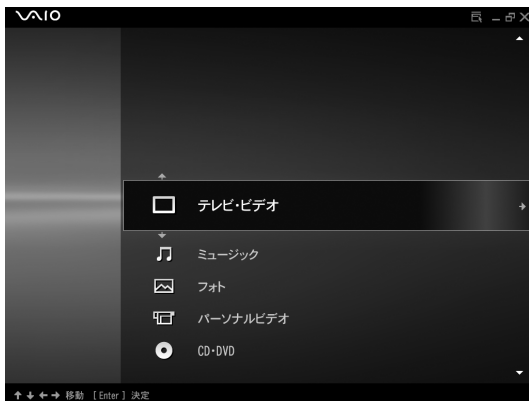 VAIO
テレビ・ビデオ
ミュージック
フォト
パーソナルビデオ
CD・DVD
↑↓←→ 移動 [Enter] 決定